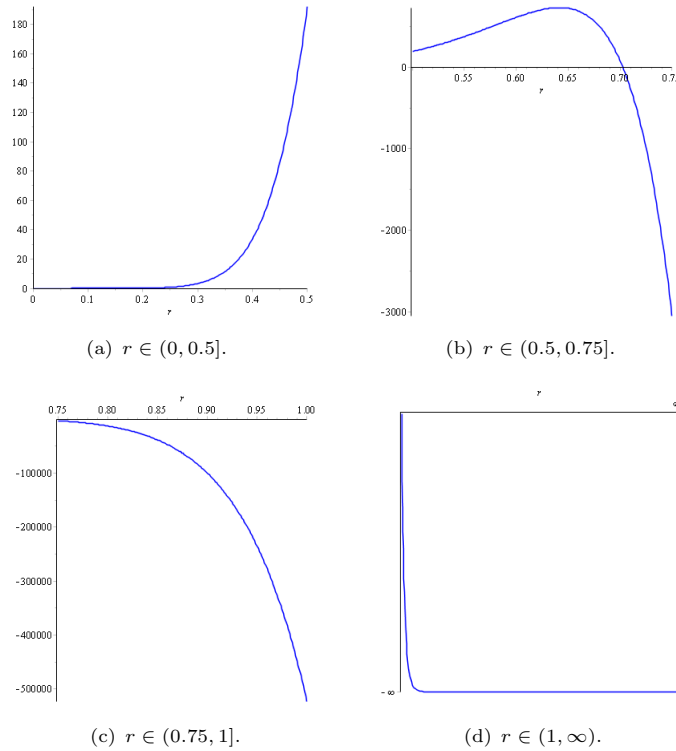 180
160
140
120
100
80
60
40
20
0
0 0.1 0.2 0.3 0.4 0.5
r
(a) r ∈ (0, 0.5].
0
0.55 0.60 0.65 0.70
r
-1000
-2000
-3000
(b) r ∈ (0.5, 0.75].
r
0.75 0.80 0.85 0.90 0.95 1.00
-100000
-200000
-300000
-400000
-500000
(c) r ∈ (0.75, 1].
r
- ∞
(d) r ∈ (1, ∞).